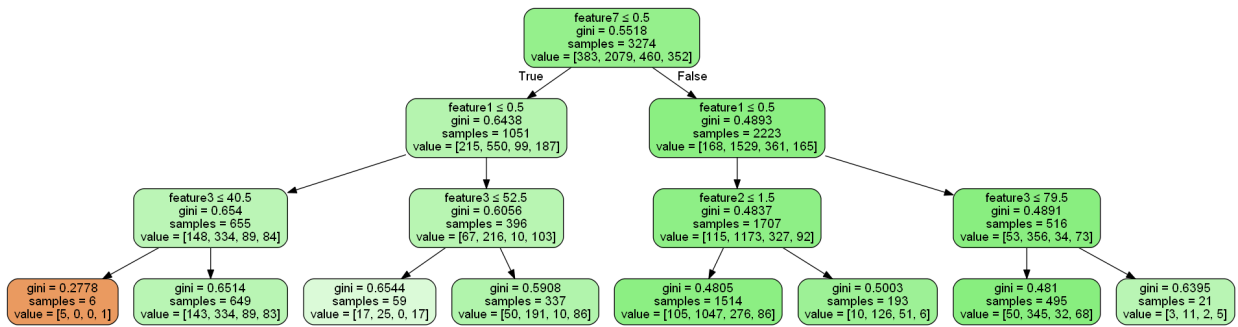 feature7 ≤ 0.5
gini = 0.5518
samples = 3274
value = [383, 2079, 460, 352]
True
False
feature1 ≤ 0.5
gini = 0.6438
samples = 1051
value = [215, 550, 99, 187]
feature1 ≤ 0.5
gini = 0.4893
samples = 2223
value = [168, 1529, 361, 165]
feature3 ≤ 40.5
gini = 0.654
samples = 655
value = [148, 334, 89, 84]
feature3 ≤ 52.5
gini = 0.6056
samples = 396
value = [67, 216, 10, 103]
feature2 ≤ 1.5
gini = 0.4837
samples = 1707
value = [115, 1173, 327, 92]
feature3 ≤ 79.5
gini = 0.4891
samples = 516
value = [53, 356, 34, 73]
gini = 0.2778
samples = 6
value = [5, 0, 0, 1]
gini = 0.6514
samples = 649
value = [143, 334, 89, 83]
gini = 0.6544
samples = 59
value = [17, 25, 0, 17]
gini = 0.5908
samples = 337
value = [50, 191, 10, 86]
gini = 0.4805
samples = 1514
value = [105, 1047, 276, 86]
gini = 0.5003
samples = 193
value = [10, 126, 51, 6]
gini = 0.481
samples = 495
value = [50, 345, 32, 68]
gini = 0.6395
samples = 21
value = [3, 11, 2, 5]